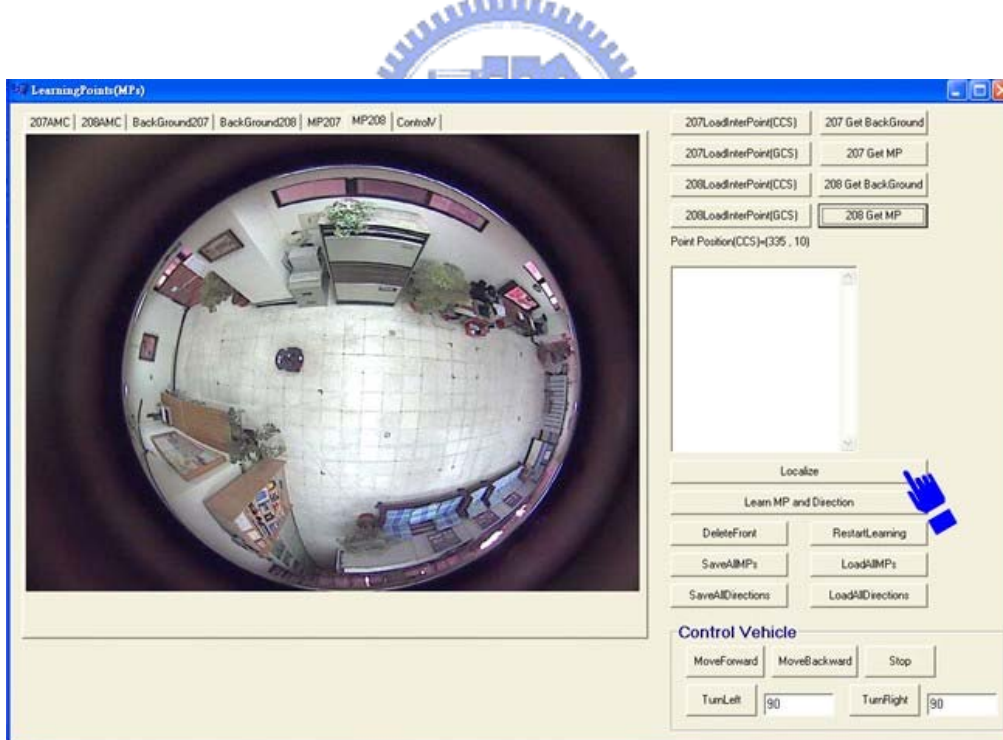 LearningPoints(MPs)
207AMC 208AMC BackGround207 BackGround208 MP207 MP208 ControlV
207LoadInterPoint(CCS) 207 Get BackGround
207LoadInterPoint(GCS) 207 Get MP
208LoadInterPoint(CCS) 208 Get BackGround
208LoadInterPoint(GCS) 208 Get MP
Point Position(CCS)=(335 , 10)
Localize
Learn MP and Direction
DeleteFront RestartLearning
SaveAllMPs LoadAllMPs
SaveAllDirections LoadAllDirections
Control Vehicle
MoveForward MoveBackward Stop
TurnLeft 90 TurnRight 90